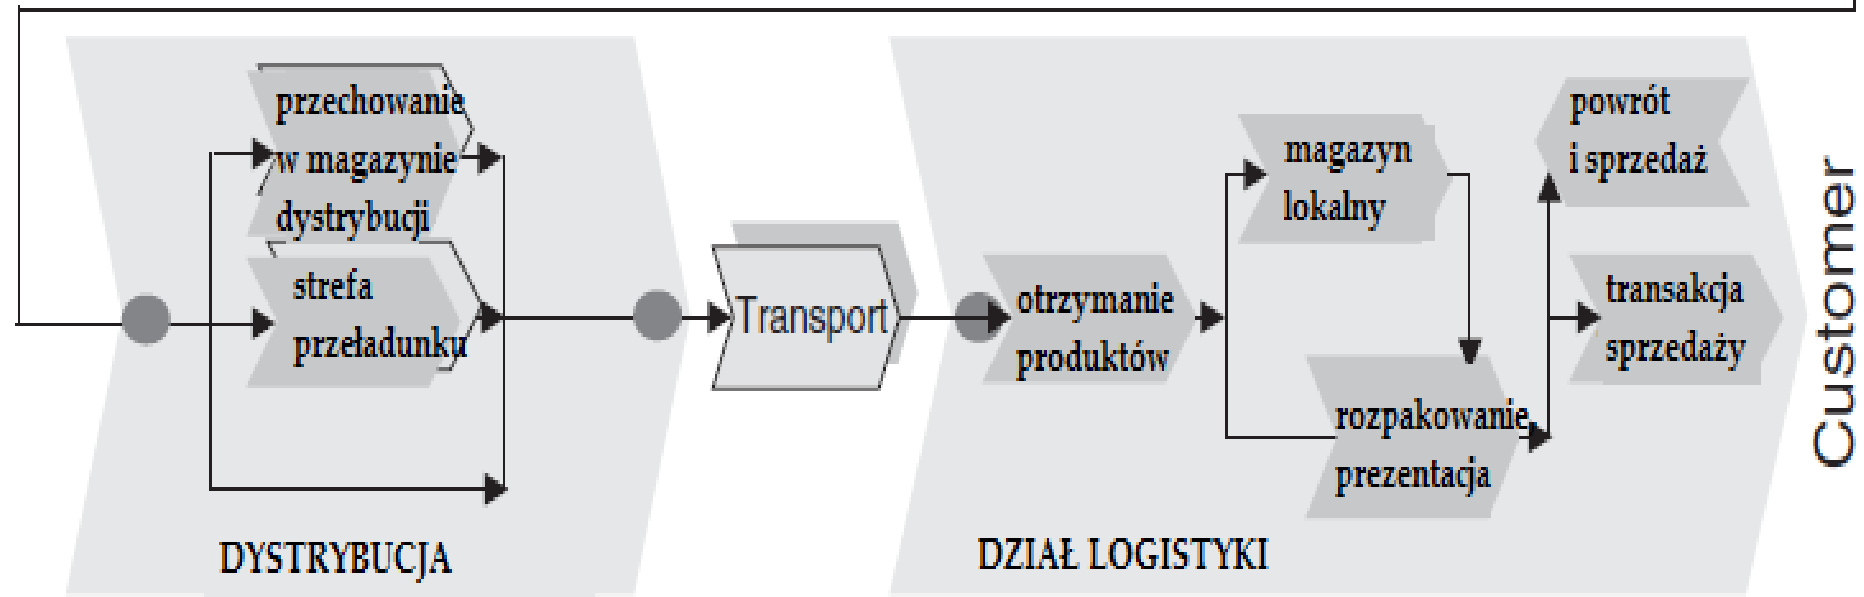 przechowanie
w magazynie
dystrybucji
strefa
przeładunku
DYSTRYBUCJA
Transport
otrzymanie
produktów
magazyn
lokalny
rozpakowanie
prezentacja
powrót
i sprzedaż
transakcja
sprzedaży
DZIAŁ LOGISTYKI
Customer